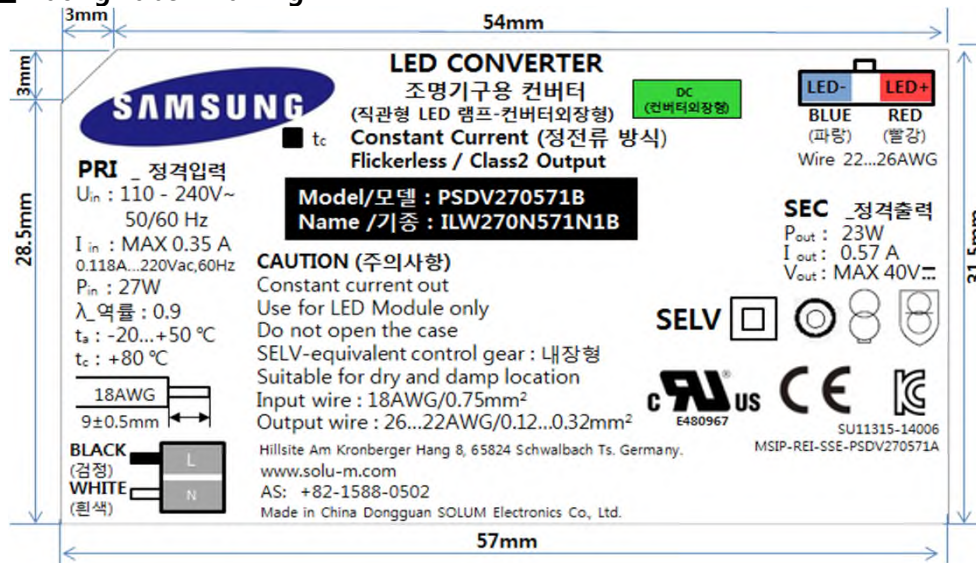 3mm
54mm
3mm
28.5mm
31.5mm
57mm
SAMSUNG
LED CONVERTER
조명기구용 컨버터
(직관형 LED 램프-컨버터외장형)
tc Constant Current (정전류 방식)
Flickerless / Class2 Output
DC
(컨버터외장형)
LED- LED+
BLUE RED
(파랑) (빨강)
Wire 22...26AWG
Model/모델 : PSDV270571B
Name /기종 : ILW270N571N1B
PRI _ 정격입력
Uin : 110 - 240V~
50/60 Hz
I in : MAX 0.35 A
0.118A...220Vac,60Hz
Pin : 27W
λ_역률 : 0.9
ta : -20...+50 ℃
tc : +80 ℃
18AWG
9±0.5mm
BLACK
(검정)
WHITE
(흰색)
L
N
CAUTION (주의사항)
Constant current out
Use for LED Module only
Do not open the case
SELV-equivalent control gear : 내장형
Suitable for dry and damp location
Input wire : 18AWG/0.75mm²
Output wire : 26...22AWG/0.12...0.32mm²
Hillsite Am Kronberger Hang 8, 65824 Schwalbach Ts. Germany.
www.solu-m.com
AS: +82-1588-0502
Made in China Dongguan SOLUM Electronics Co., Ltd.
SEC _정격출력
Pout : 23W
I out : 0.57 A
Vout : MAX 40V⎓
SELV
c RU us
E480967
CE
KC
SU11315-14006
MSIP-REI-SSE-PSDV270571A